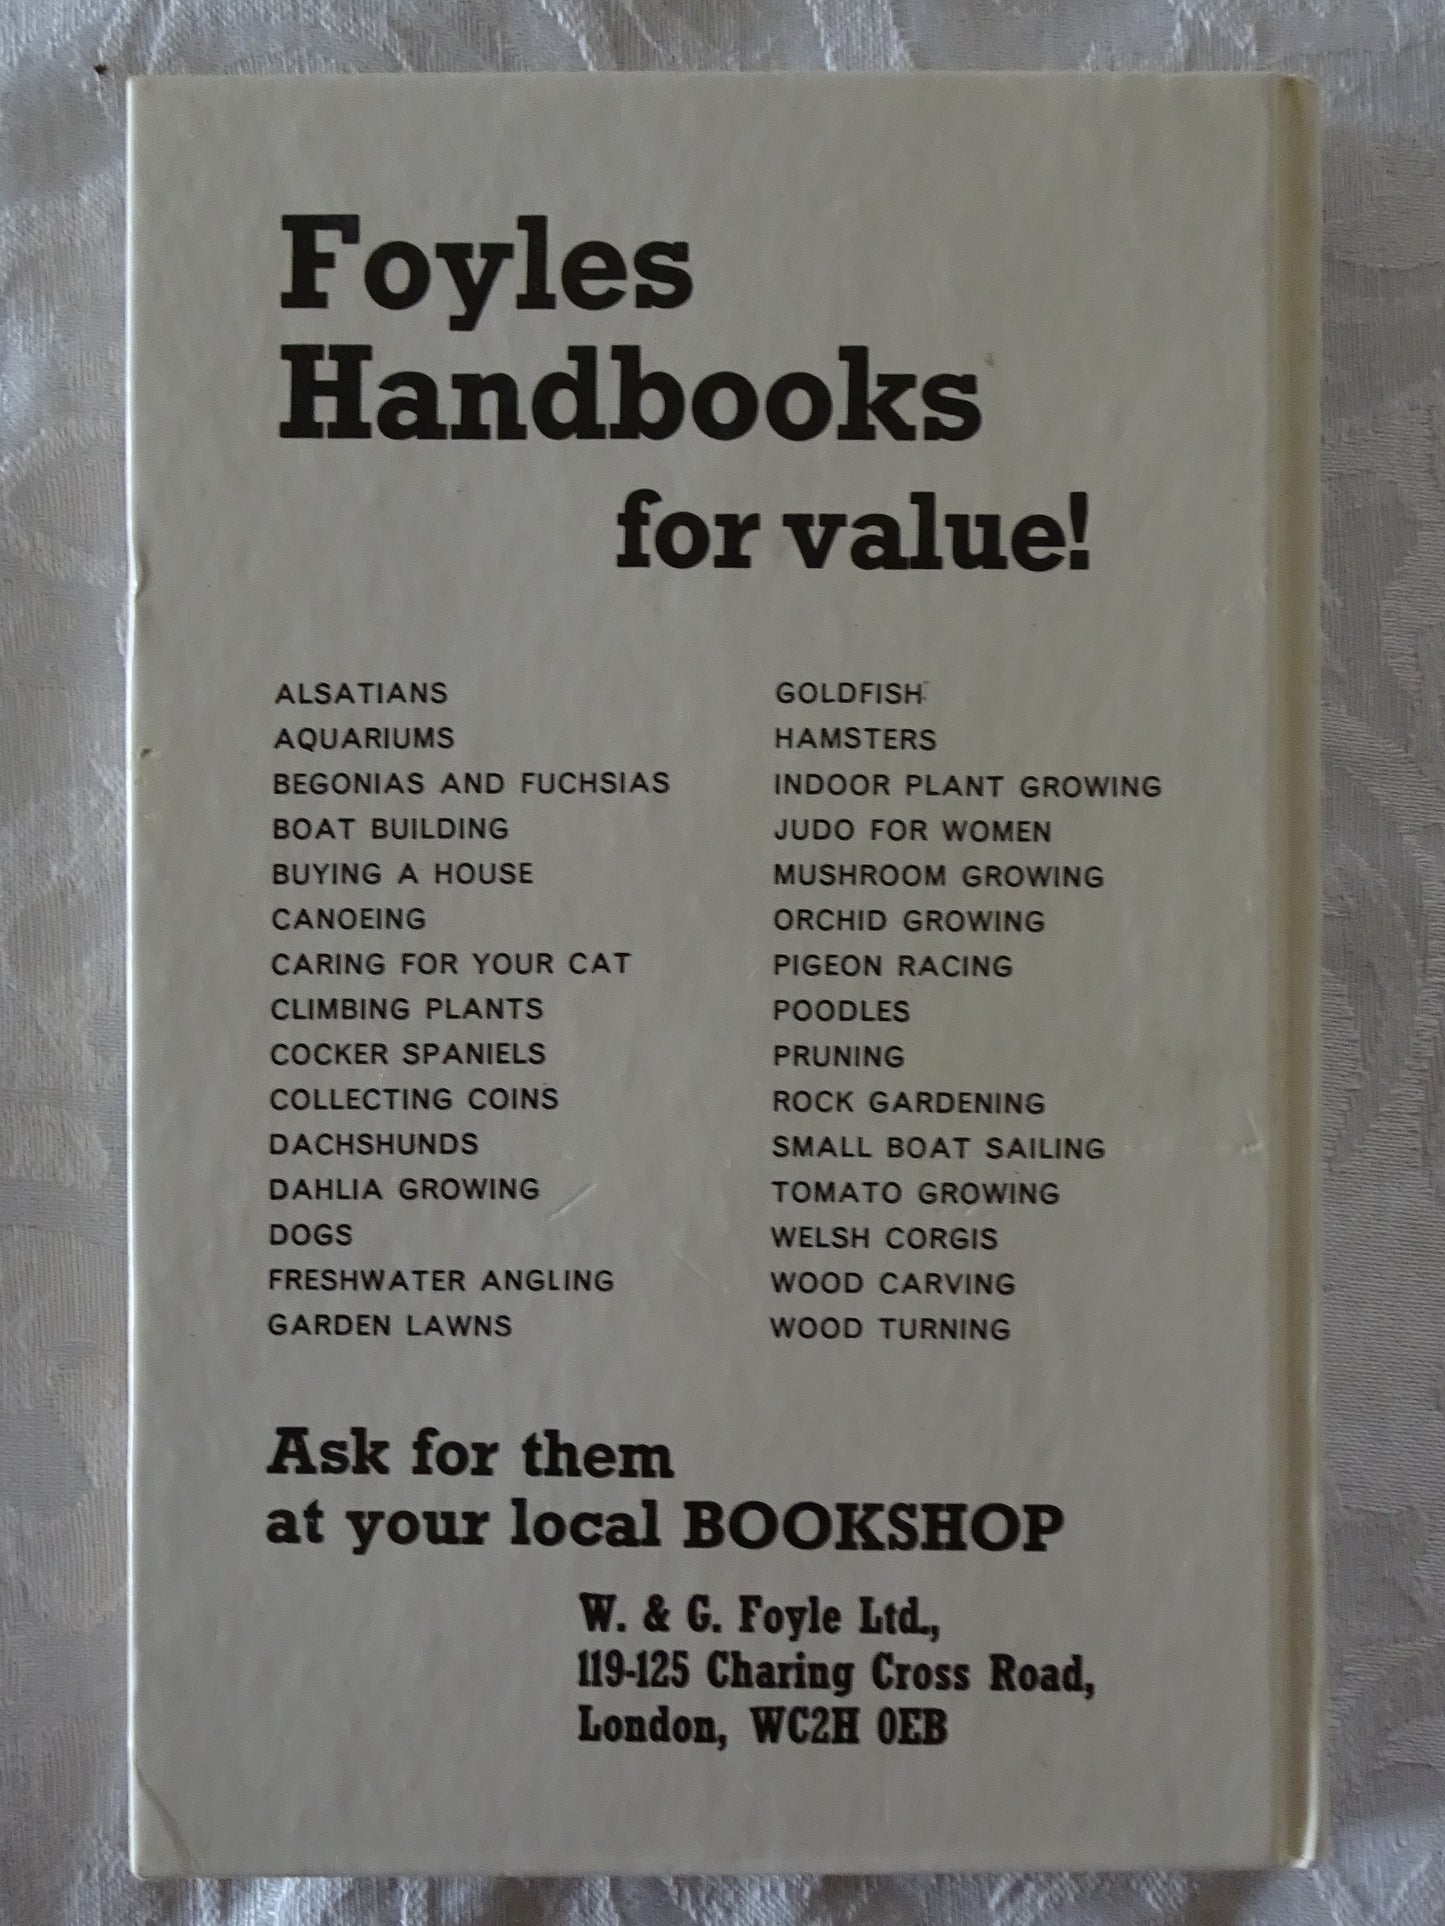 Foyles
Handbooks
for value!
ALSATIANS
AQUARIUMS
BEGONIAS AND FUCHSIAS
BOAT BUILDING
BUYING A HOUSE
CANOEING
CARING FOR YOUR CAT
CLIMBING PLANTS
COCKER SPANIELS
COLLECTING COINS
DACHSHUNDS
DAHLIA GROWING
DOGS
FRESHWATER ANGLING
GARDEN LAWNS
GOLDFISH
HAMSTERS
INDOOR PLANT GROWING
JUDO FOR WOMEN
MUSHROOM GROWING
ORCHID GROWING
PIGEON RACING
POODLES
PRUNING
ROCK GARDENING
SMALL BOAT SAILING
TOMATO GROWING
WELSH CORGIS
WOOD CARVING
WOOD TURNING
Ask for them
at your local BOOKSHOP
W. & G. Foyle Ltd.,
119-125 Charing Cross Road,
London, WC2H 0EB